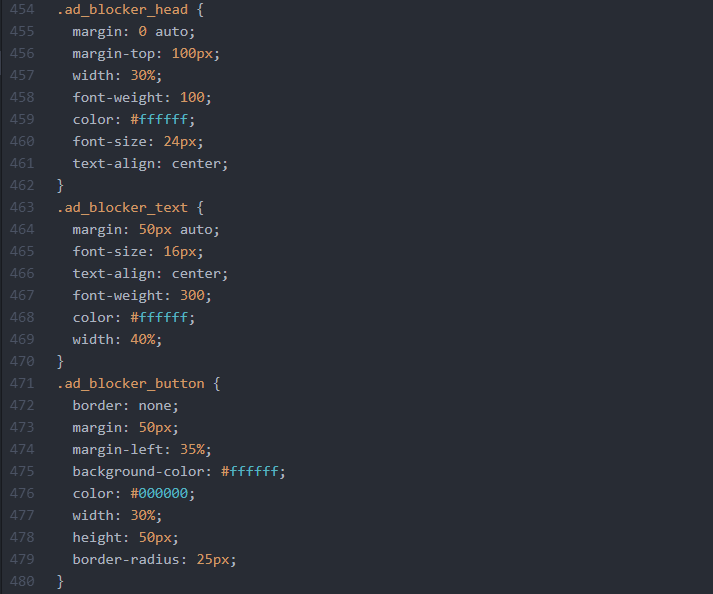 454 .ad_blocker_head {
455 margin: 0 auto;
456 margin-top: 100px;
457 width: 30%;
458 font-weight: 100;
459 color: #ffffff;
460 font-size: 24px;
461 text-align: center;
462 }
463 .ad_blocker_text {
464 margin: 50px auto;
465 font-size: 16px;
466 text-align: center;
467 font-weight: 300;
468 color: #ffffff;
469 width: 40%;
470 }
471 .ad_blocker_button {
472 border: none;
473 margin: 50px;
474 margin-left: 35%;
475 background-color: #ffffff;
476 color: #000000;
477 width: 30%;
478 height: 50px;
479 border-radius: 25px;
480 }